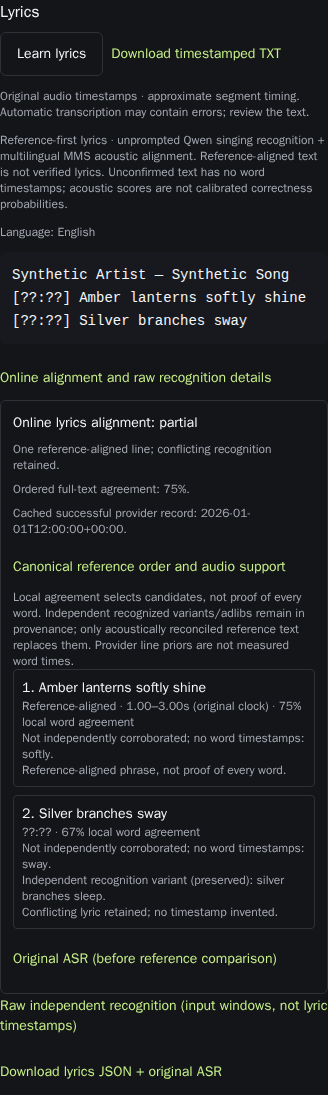 Lyrics
Learn lyrics
Download timestamped TXT
Original audio timestamps · approximate segment timing.
Automatic transcription may contain errors; review the text.
Reference-first lyrics · unprompted Qwen singing recognition +
multilingual MMS acoustic alignment. Reference-aligned text
is not verified lyrics. Unconfirmed text has no word
timestamps; acoustic scores are not calibrated correctness
probabilities.
Language: English
Synthetic Artist — Synthetic Song
[??:??] Amber lanterns softly shine
[??:??] Silver branches sway
Online alignment and raw recognition details
Online lyrics alignment: partial
One reference-aligned line; conflicting recognition
retained.
Ordered full-text agreement: 75%.
Cached successful provider record: 2026-01-
01T12:00:00+00:00.
Canonical reference order and audio support
Local agreement selects candidates, not proof of every
word. Independent recognized variants/adlibs remain in
provenance; only acoustically reconciled reference text
replaces them. Provider line priors are not measured
word times.
1. Amber lanterns softly shine
Reference-aligned · 1.00–3.00s (original clock) · 75%
local word agreement
Not independently corroborated; no word timestamps:
softly.
Reference-aligned phrase, not proof of every word.
2. Silver branches sway
??:?? · 67% local word agreement
Not independently corroborated; no word timestamps:
sway.
Independent recognition variant (preserved): silver
branches sleep.
Conflicting lyric retained; no timestamp invented.
Original ASR (before reference comparison)
Raw independent recognition (input windows, not lyric
timestamps)
Download lyrics JSON + original ASR